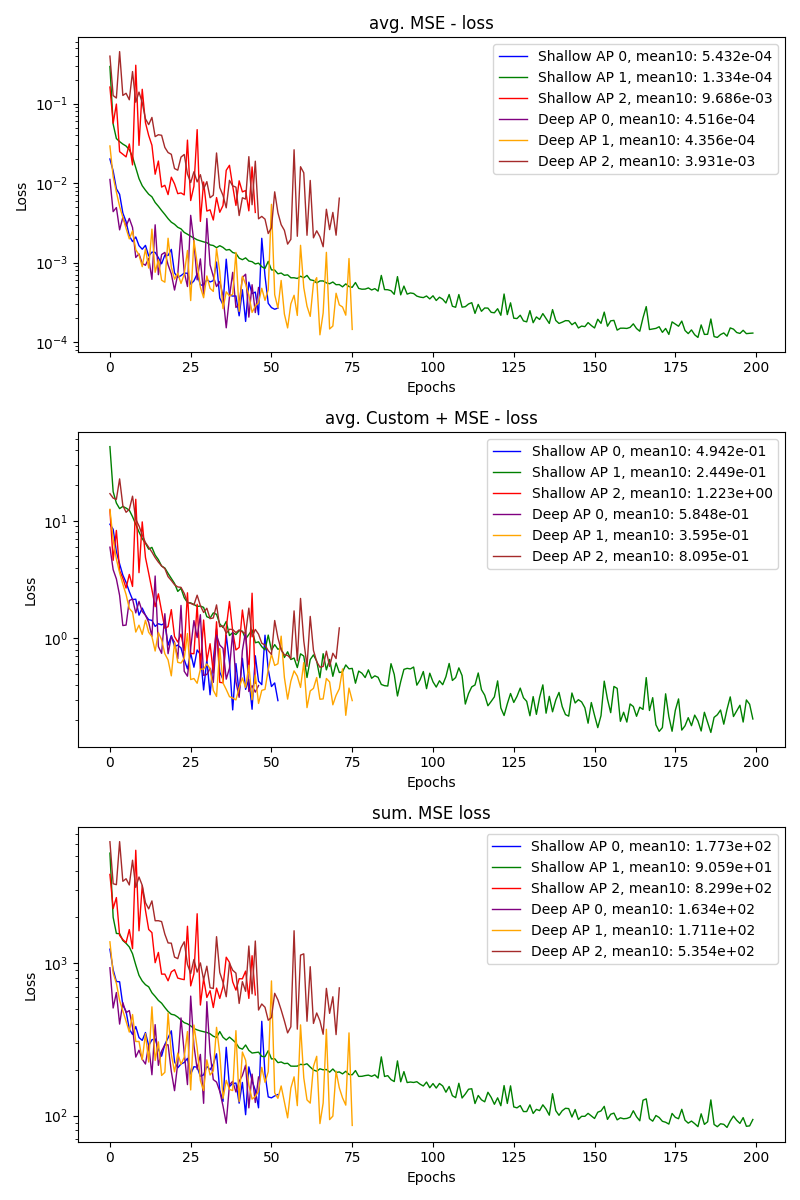 avg. MSE - loss
Shallow AP 0, mean10: 5.432e-04
Shallow AP 1, mean10: 1.334e-04
Shallow AP 2, mean10: 9.686e-03
Deep AP 0, mean10: 4.516e-04
Deep AP 1, mean10: 4.356e-04
Deep AP 2, mean10: 3.931e-03
10⁻¹
10⁻²
10⁻³
10⁻⁴
Loss
0 25 50 75 100 125 150 175 200
Epochs
avg. Custom + MSE - loss
Shallow AP 0, mean10: 4.942e-01
Shallow AP 1, mean10: 2.449e-01
Shallow AP 2, mean10: 1.223e+00
Deep AP 0, mean10: 5.848e-01
Deep AP 1, mean10: 3.595e-01
Deep AP 2, mean10: 8.095e-01
10¹
10⁰
Loss
0 25 50 75 100 125 150 175 200
Epochs
sum. MSE loss
Shallow AP 0, mean10: 1.773e+02
Shallow AP 1, mean10: 9.059e+01
Shallow AP 2, mean10: 8.299e+02
Deep AP 0, mean10: 1.634e+02
Deep AP 1, mean10: 1.711e+02
Deep AP 2, mean10: 5.354e+02
10³
10²
Loss
0 25 50 75 100 125 150 175 200
Epochs